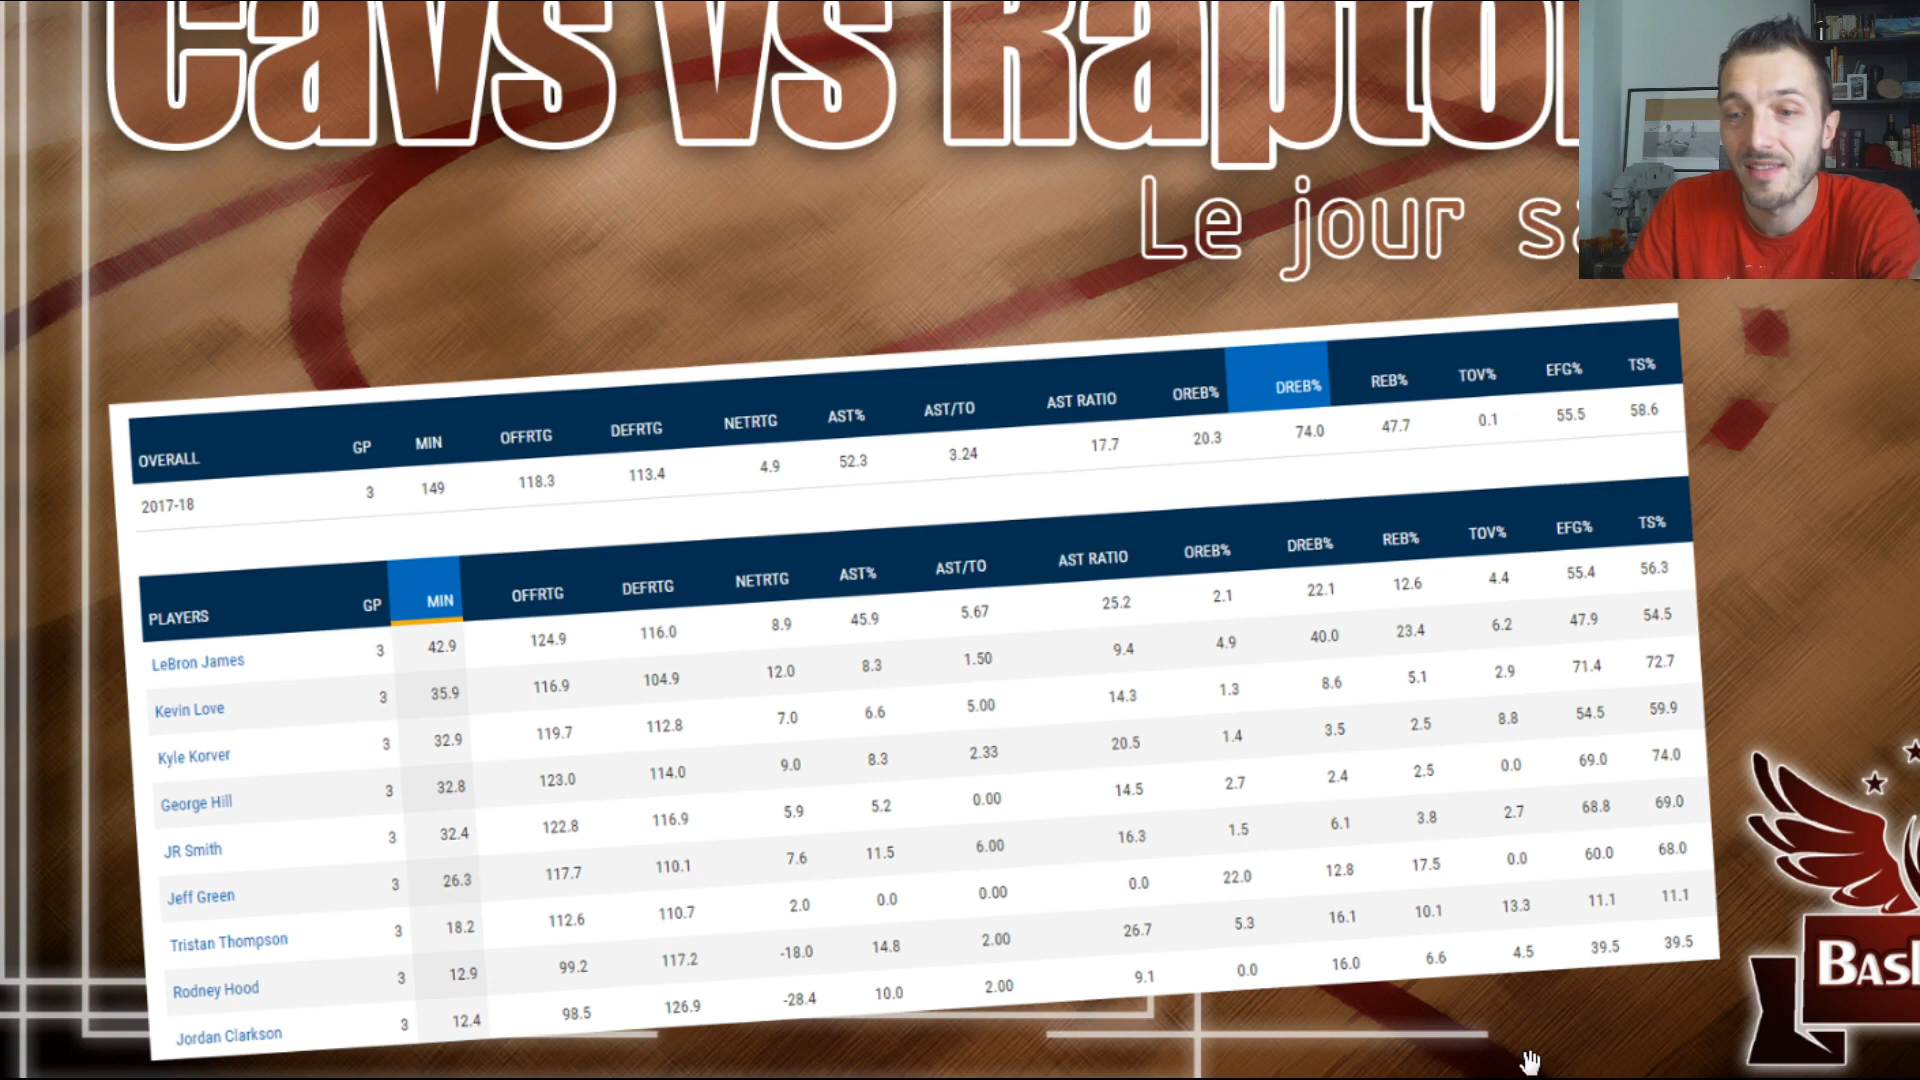 Cavs vs Rapto
Le jour s
OVERALL GP MIN OFFRTG DEFRTG NETRTG AST% AST/TO AST RATIO OREB% DREB% REB% TOV% EFG% TS%
2017-18 3 149 118.3 113.4 4.9 52.3 3.24 17.7 20.3 74.0 47.7 0.1 55.5 58.6
PLAYERS GP MIN OFFRTG DEFRTG NETRTG AST% AST/TO AST RATIO OREB% DREB% REB% TOV% EFG% TS%
LeBron James 3 42.9 124.9 116.0 8.9 45.9 5.67 25.2 2.1 22.1 12.6 4.4 55.4 56.3
Kevin Love 3 35.9 116.9 104.9 12.0 8.3 1.50 9.4 4.9 40.0 23.4 6.2 47.9 54.5
Kyle Korver 3 32.9 119.7 112.8 7.0 6.6 5.00 14.3 1.3 8.6 5.1 2.9 71.4 72.7
George Hill 3 32.8 123.0 114.0 9.0 8.3 2.33 20.5 1.4 3.5 2.5 8.8 54.5 59.9
JR Smith 3 32.4 122.8 116.9 5.9 5.2 0.00 14.5 2.7 2.4 2.5 0.0 69.0 74.0
Jeff Green 3 26.3 117.7 110.1 7.6 11.5 6.00 16.3 1.5 6.1 3.8 2.7 68.8 69.0
Tristan Thompson 3 18.2 112.6 110.7 2.0 0.0 0.00 0.0 22.0 12.8 17.5 0.0 60.0 68.0
Rodney Hood 3 12.9 99.2 117.2 -18.0 14.8 2.00 26.7 5.3 16.1 10.1 13.3 11.1 11.1
Jordan Clarkson 3 12.4 98.5 126.9 -28.4 10.0 2.00 9.1 0.0 16.0 6.6 4.5 39.5 39.5
Bas